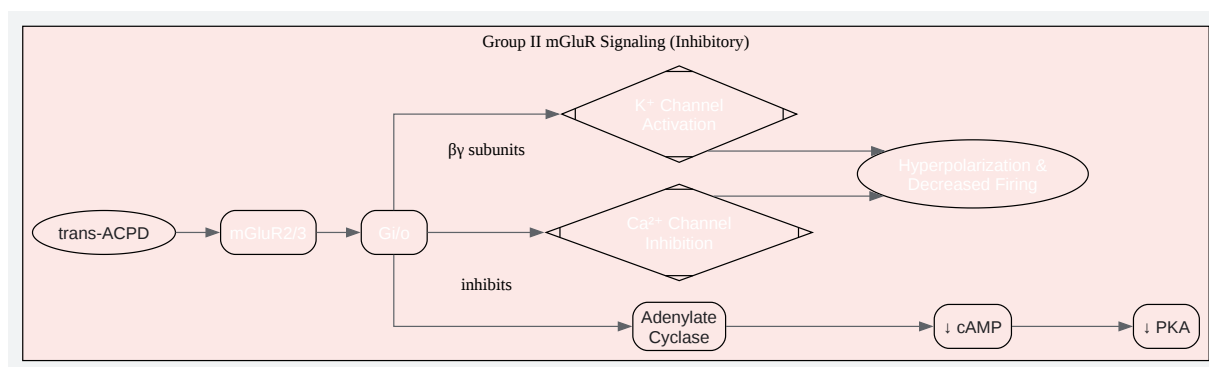 Group II mGluR Signaling (Inhibitory)
K⁺ Channel
Activation
βγ subunits
Hyperpolarization &
Decreased Firing
trans-ACPD
mGluR2/3
Gi/o
Ca²⁺ Channel
Inhibition
inhibits
Adenylate
Cyclase
↓ cAMP
↓ PKA